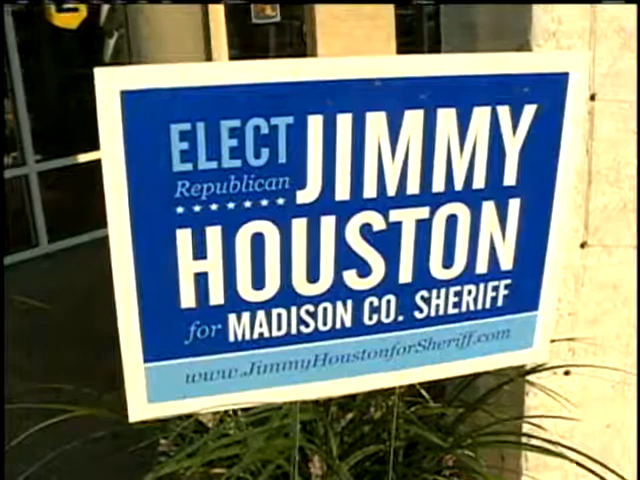 ELECT JIMMY
Republican
HOUSTON
for MADISON CO. SHERIFF
www.JimmyHoustonforSheriff.com